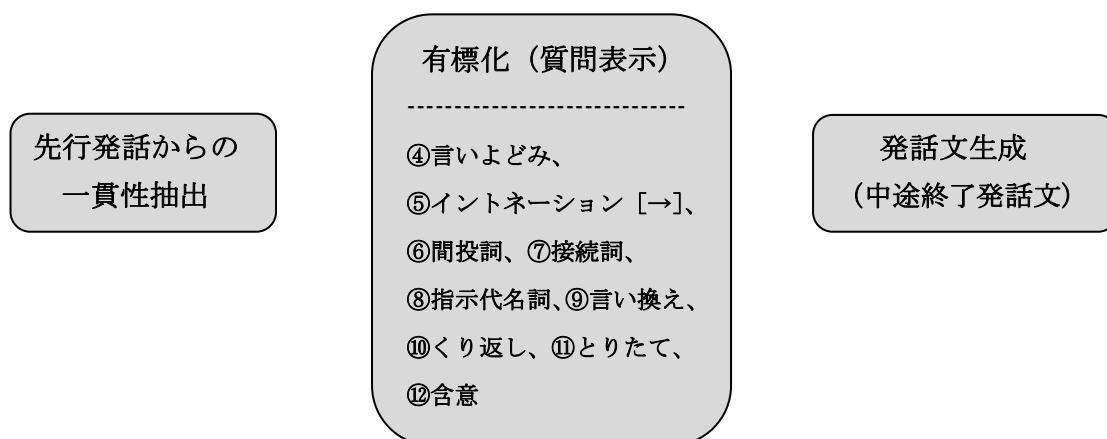 先行発話からの
一貫性抽出
有標化（質問表示）
------------------------------
④言いよどみ、
⑤イントネーション［→］、
⑥間投詞、⑦接続詞、
⑧指示代名詞、⑨言い換え、
⑩くり返し、⑪とりたて、
⑫含意
発話文生成
（中途終了発話文）